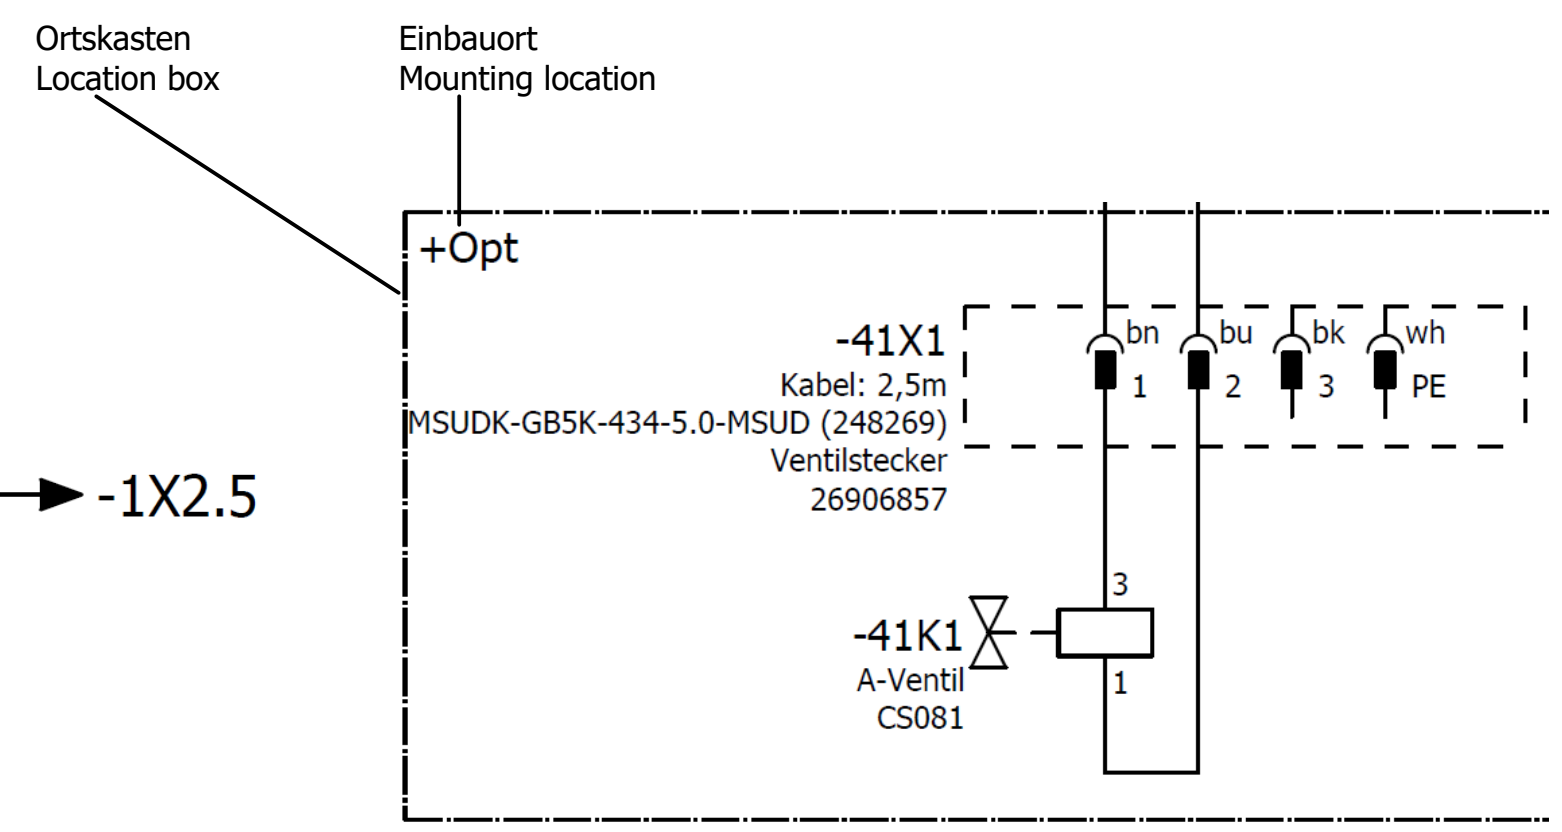 Ortskasten
Location box
Einbauort
Mounting location
+Opt
-41X1
Kabel: 2,5m
MSUDK-GB5K-434-5.0-MSUD (248269)
Ventilstecker
26906857
bn
bu
bk
wh
1
2
3
PE
-1X2.5
3
-41K1
A-Ventil
CS081
1